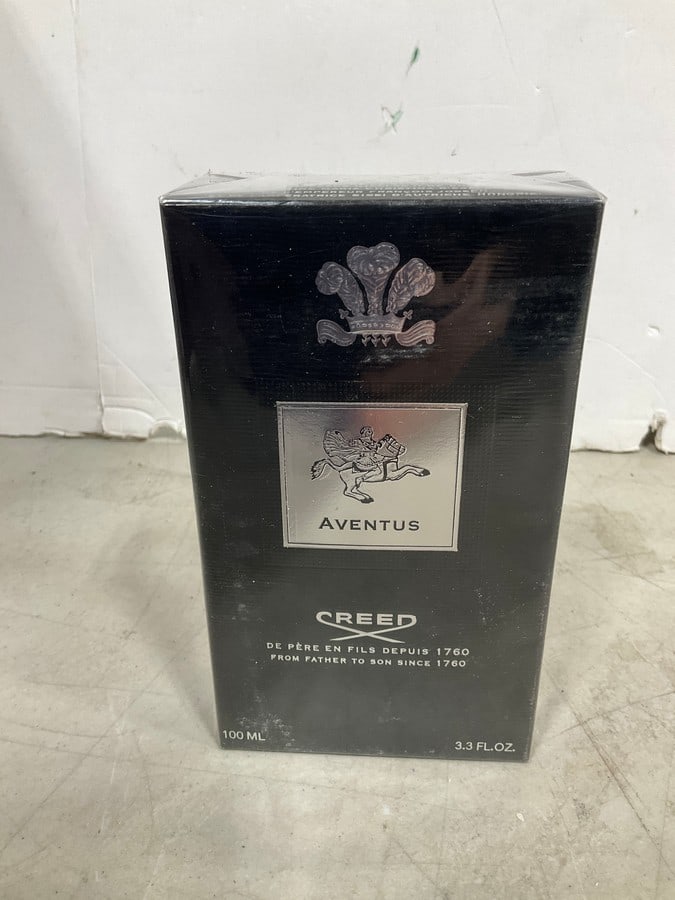 AVENTUS
CREED
DE PÈRE EN FILS DEPUIS 1760
FROM FATHER TO SON SINCE 1760
100 ML
3.3 FL.OZ.